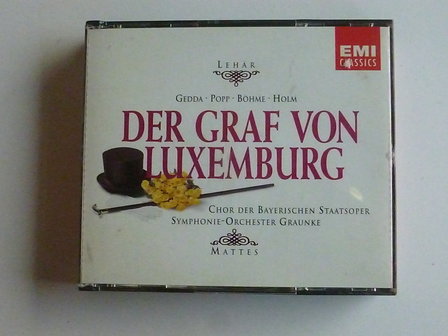 EMI
CLASSICS
LEHAR
GEDDA · POPP · BÖHME · HOLM
DER GRAF VON
LUXEMBURG
CHOR DER BAYERISCHEN STAATSOPER
SYMPHONIE-ORCHESTER GRAUNKE
MATTES